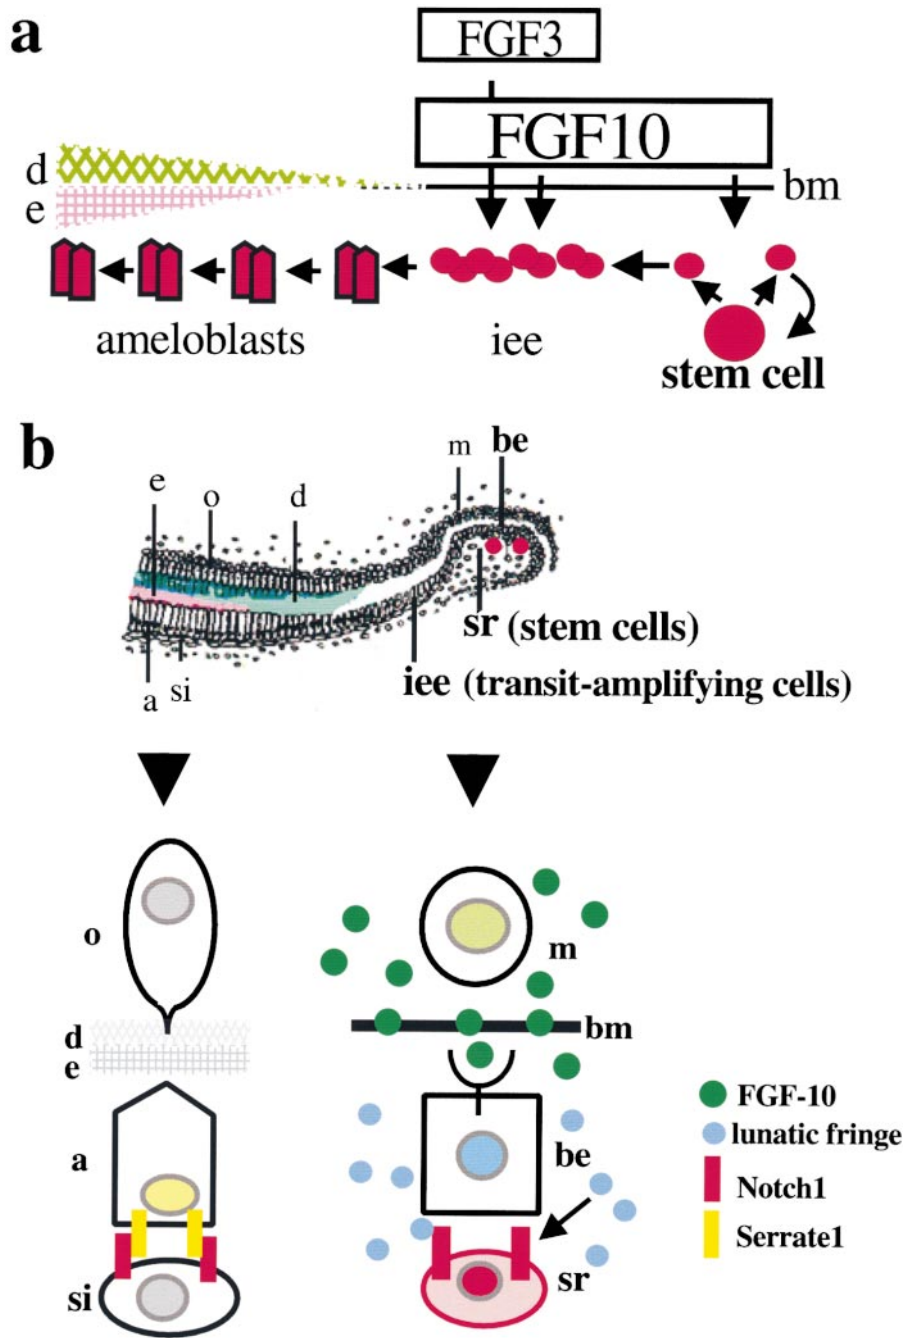 a
FGF3
FGF10
d
bm
e
ameloblasts
iee
stem cell
b
m
be
e
o
d
sr (stem cells)
iee (transit-amplifying cells)
a
si
o
m
d
bm
e
FGF-10
lunatic fringe
a
be
Notch1
Serrate1
si
sr